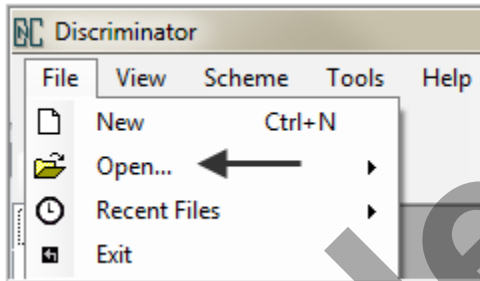 Discriminator
File View Scheme Tools Help
New Ctrl+N
Open...
Recent Files
Exit